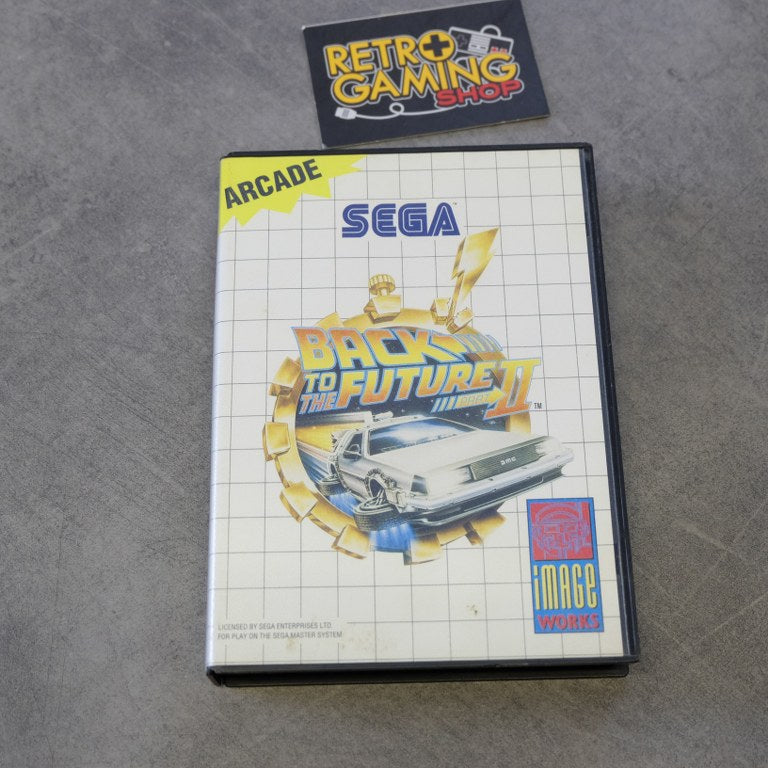 RETRO
GAMING
SHOP
ARCADE
SEGA
BACK
TO
THE FUTURE
PART II
TM
DMC
iMAGE
WORKS
LICENSED BY SEGA ENTERPRISES LTD.
FOR PLAY ON THE SEGA MASTER SYSTEM